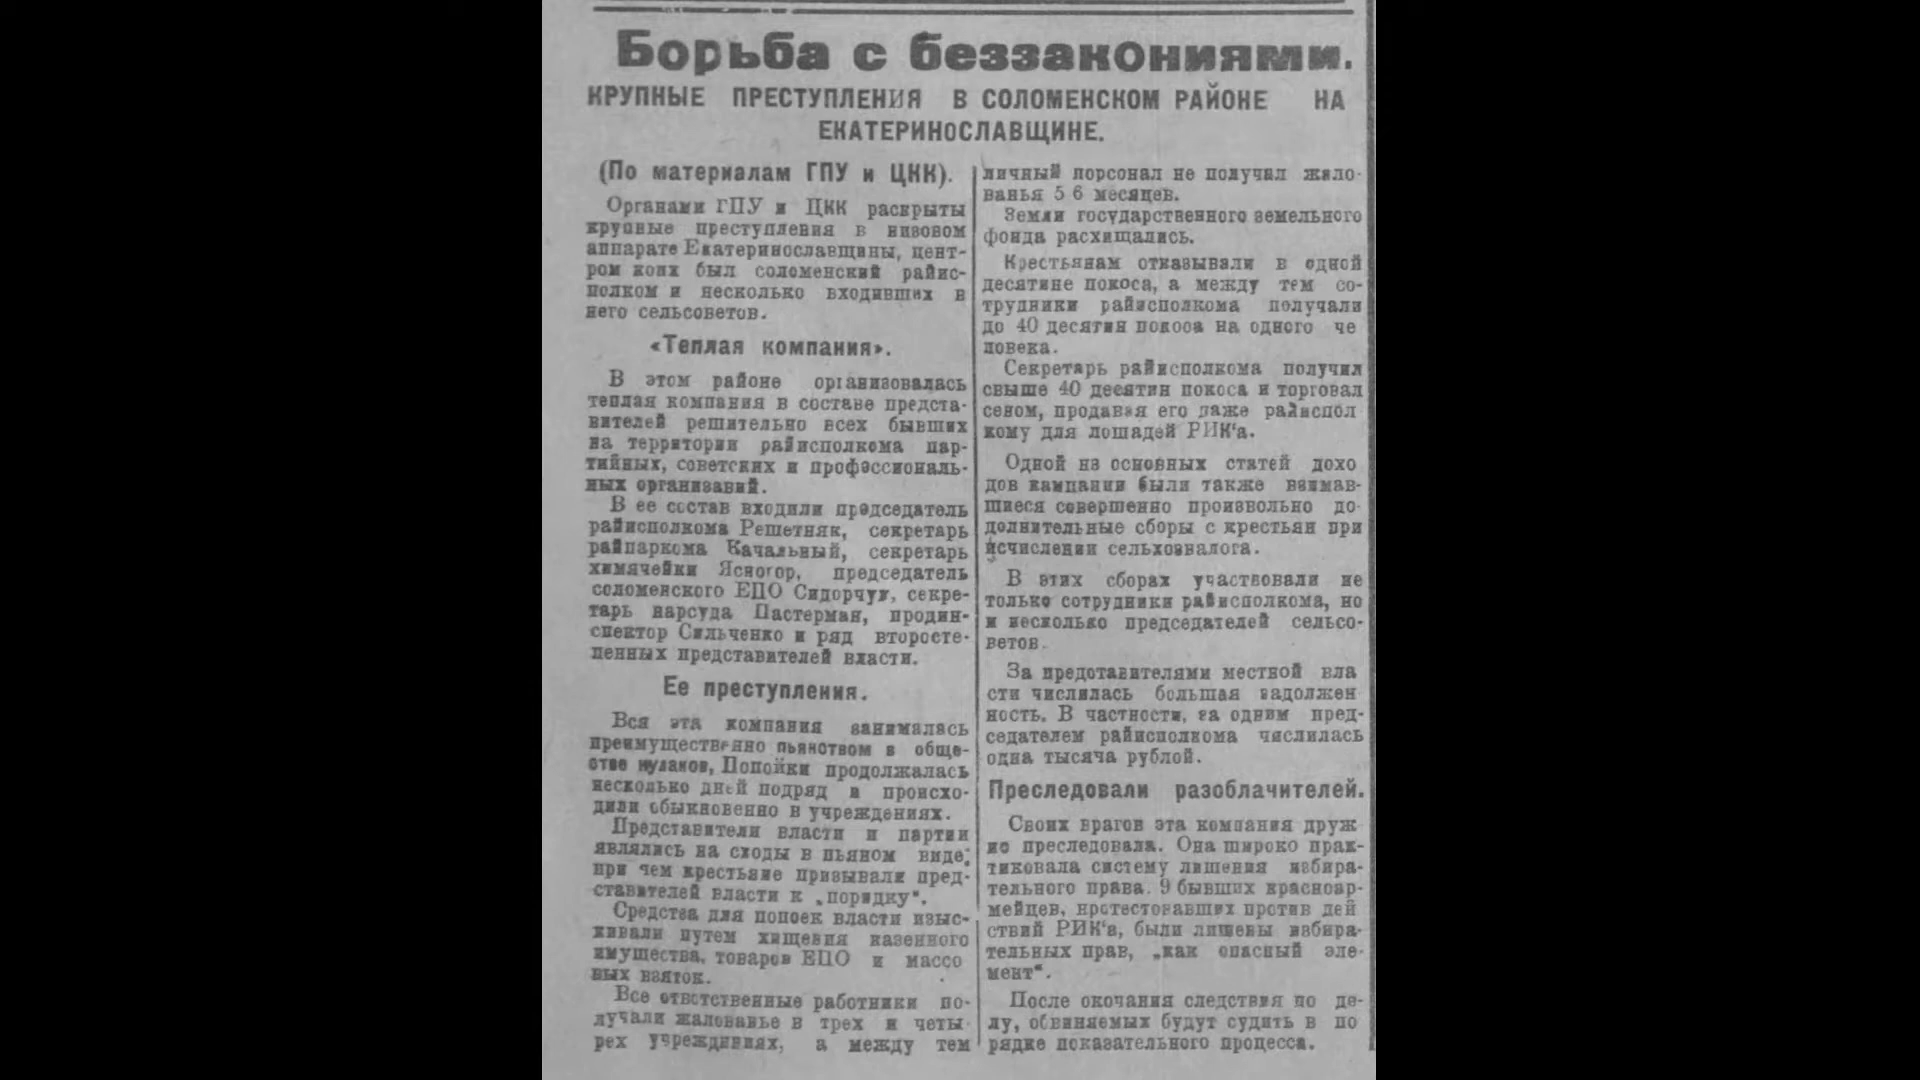 Борьба с беззакониями.
КРУПНЫЕ ПРЕСТУПЛЕНИЯ В СОЛОМЕНСКОМ РАЙОНЕ НА
ЕКАТЕРИНОСЛАВЩИНЕ.
(По материалам ГПУ и ЦКК).
Органами ГПУ и ЦКК раскрыты
крупные преступления в низовом
аппарате Екатеринославщины, цент-
ром коих был соломенский райис-
полком и несколько входивших в
него сельсоветов.
«Теплая компания».
В этом районе организовалась
теплая компания в составе предста-
вителей решительно всех бывших
на территории райисполкома пар-
тийных, советских и профессиональ-
ных организаций.
В ее состав входили председатель
райисполкома Решетняк, секретарь
райпаркома Качальный, секретарь
химячейки Ясногор, председатель
соломенского ЕПО Сидорчук, секре-
тарь нарсуда Пастерман, продин-
спектор Сильченко и ряд второсте-
пенных представителей власти.
Ее преступления.
Вся эта компания занималась
преимущественно пьянством в обще-
стве кулаков, Попойки продолжалась
несколько дней подряд и происхо-
дили обыкновенно в учреждениях.
Представители власти и партии
являлись на сходы в пьяном виде;
при чем крестьяне призывали пред-
ставителей власти к „порядку“.
Средства для попоек власти изыс-
кивали путем хищения казенного
имущества, товаров ЕПО и массо
вых взяток.
Все ответственные работники по-
лучали жалованье в трех и четы
рех учреждениях, а между тем
личный порсонал не получал жало-
ванья 5 6 месяцев.
Земли государственного земельного
фонда расхищались.
Крестьянам отказывали в одной
десятине покоса, а между тем со-
трудники райисполкома получали
до 40 десятин покоса на одного че
ловека.
Секретарь райисполкома получил
свыше 40 десятин покоса и торговал
сеном, продавая его даже райиспол
кому для лошадей РИК‘а.
Одной из основных статей дохо
дов кампании были также взимав-
шиеся совершенно произвольно до-
полнительные сборы с крестьян при
исчислении сельхозналога.
В этих сборах участвовали не
только сотрудники райисполкома, но
и несколько председателей сельсо-
ветов.
За представителями местной вла
сти числилась большая задолжен
ность. В частности, за одним пред-
седателем райисполкома числилась
одна тысяча рублей.
Преследовали разоблачителей.
Своих врагов эта компания друж
но преследовала. Она широко прак-
тиковала систему лишения избира-
тельного права. 9 бывших красноар-
мейцев, протестовавших против дей
ствий РИК‘а, были лишены избира-
тельных прав, „как опасный эле-
мент“.
После окочания следствия по де-
лу, обвиняемых будут судить в по
рядке показательного процесса.